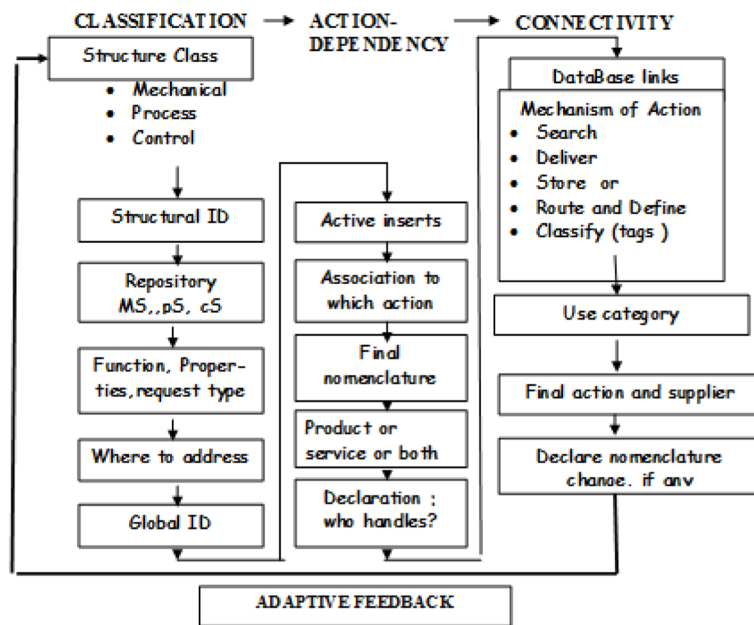 CLASSIFICATION
ACTION-
DEPENDENCY
CONNECTIVITY
Structure Class
• Mechanical
• Process
• Control
Structural ID
Repository
MS,,pS, cS
Function, Proper-
ties,request type
Where to address
Global ID
Active inserts
Association to
which action
Final
nomenclature
Product or
service or both
Declaration ;
who handles?
DataBase links
Mechanism of Action
• Search
• Deliver
• Store or
• Route and Define
• Classify (tags )
Use category
Final action and supplier
Declare nomenclature
change. if any
ADAPTIVE FEEDBACK